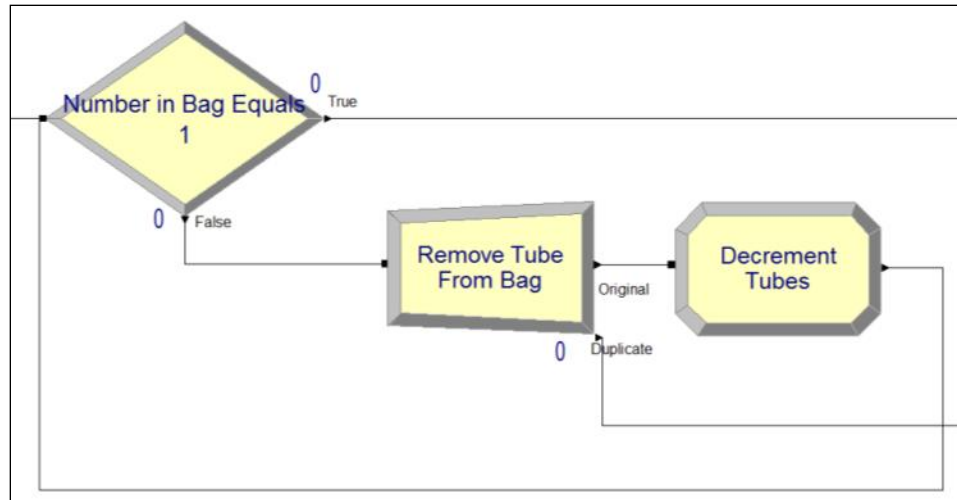 0
True
Number in Bag Equals
1
0
False
Remove Tube
From Bag
Original
Decrement
Tubes
0
Duplicate